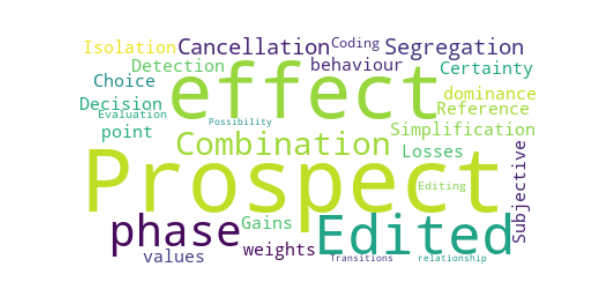 Isolation Cancellation Coding Segregation
Detection behaviour Certainty
Choice effect dominance
Decision Reference
Evaluation Possibility
point Combination Simplification
Losses
Prospect Subjective
Editing
phase Gains Edited
weights
values Transitions relationship